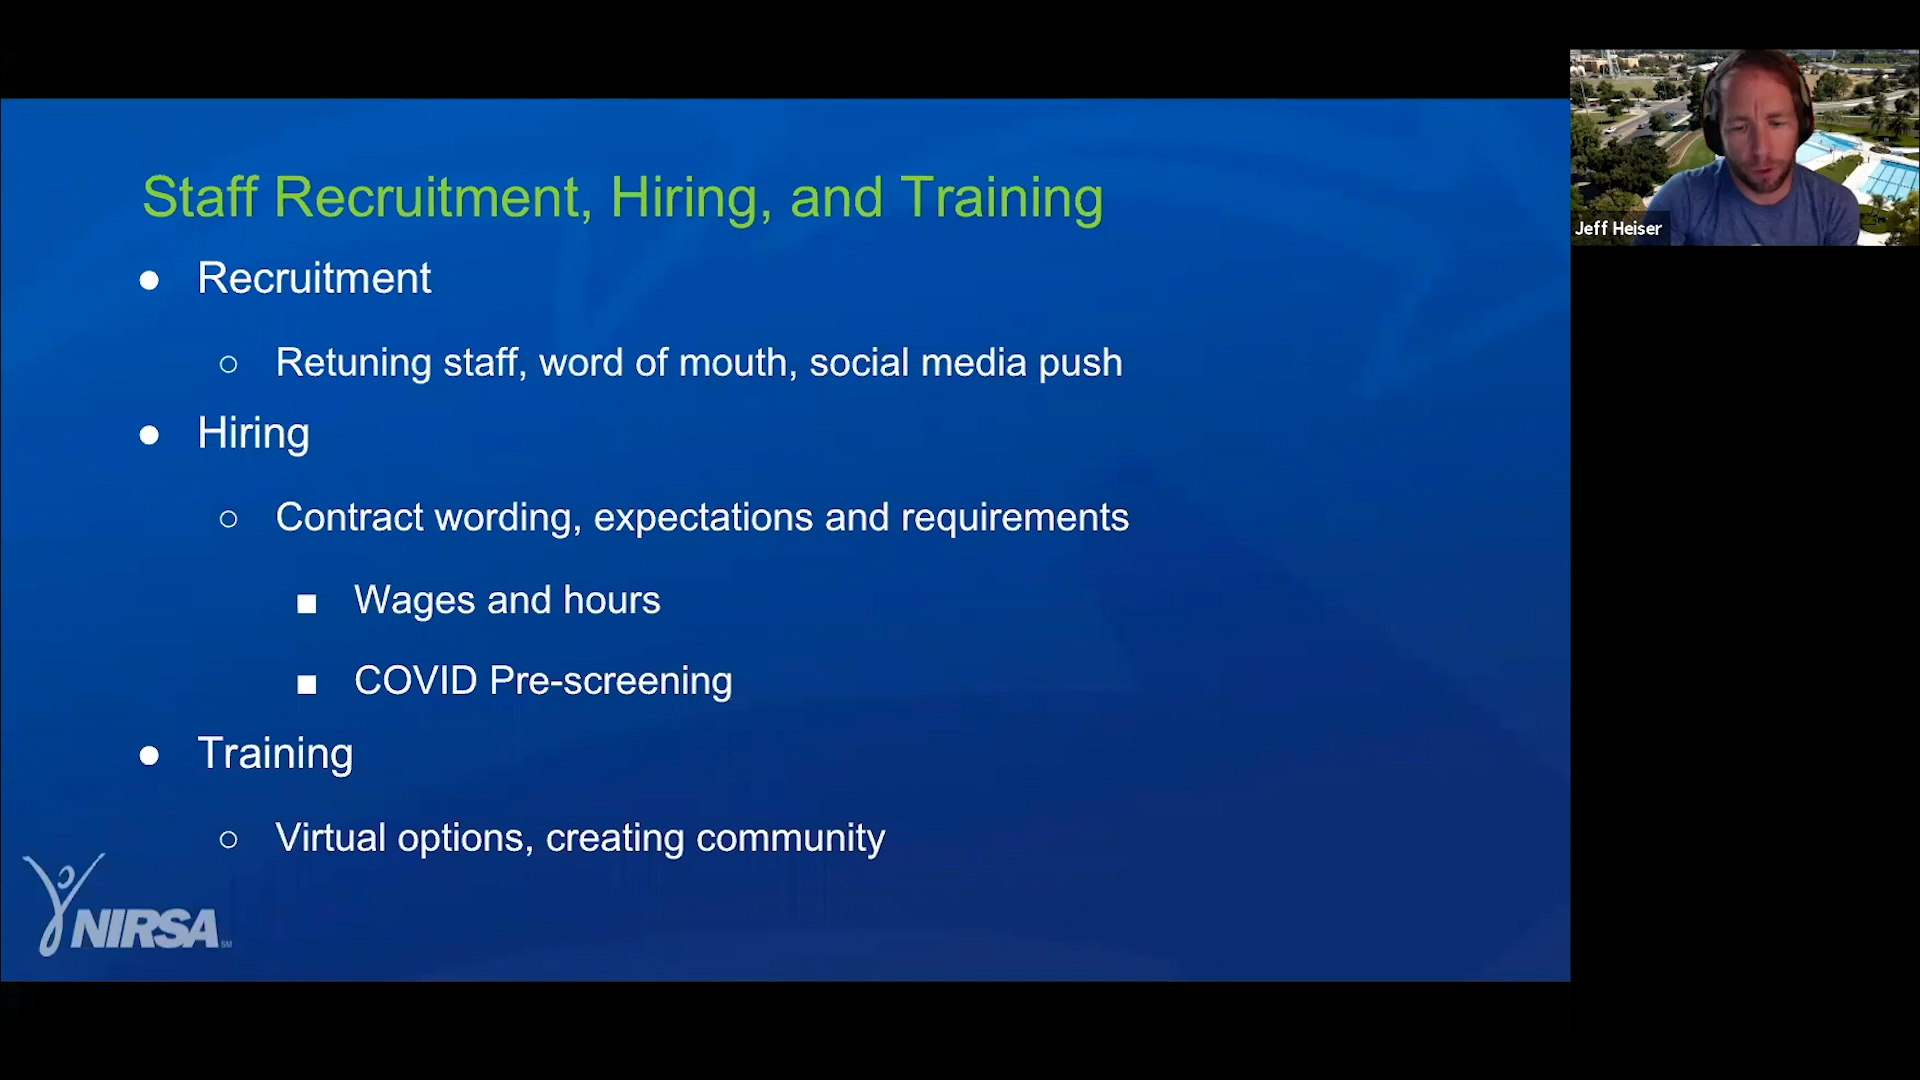 Staff Recruitment, Hiring, and Training
● Recruitment
○ Retuning staff, word of mouth, social media push
● Hiring
○ Contract wording, expectations and requirements
■ Wages and hours
■ COVID Pre-screening
● Training
○ Virtual options, creating community
NIRSA SM
Jeff Heiser